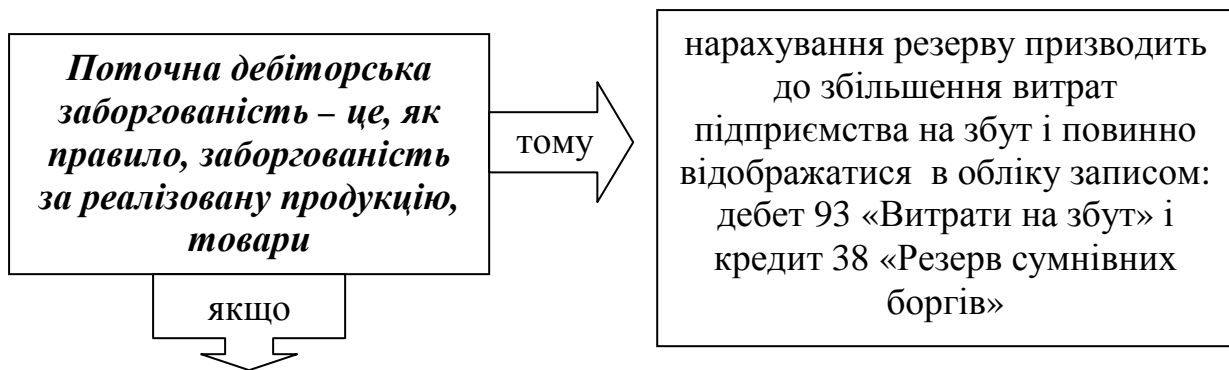 Поточна дебіторська
заборгованість – це, як
правило, заборгованість
за реалізовану продукцію,
товари
тому
нарахування резерву призводить
до збільшення витрат
підприємства на збут і повинно
відображатися в обліку записом:
дебет 93 «Витрати на збут» і
кредит 38 «Резерв сумнівних
боргів»
якщо